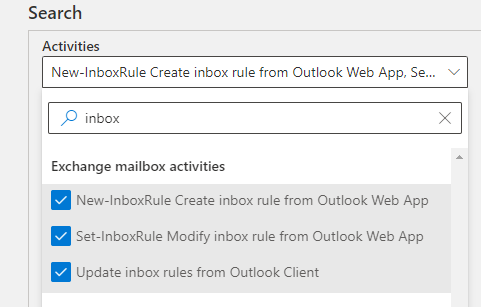 Search
Activities
New-InboxRule Create inbox rule from Outlook Web App, Se...
inbox
Exchange mailbox activities
New-InboxRule Create inbox rule from Outlook Web App
Set-InboxRule Modify inbox rule from Outlook Web App
Update inbox rules from Outlook Client